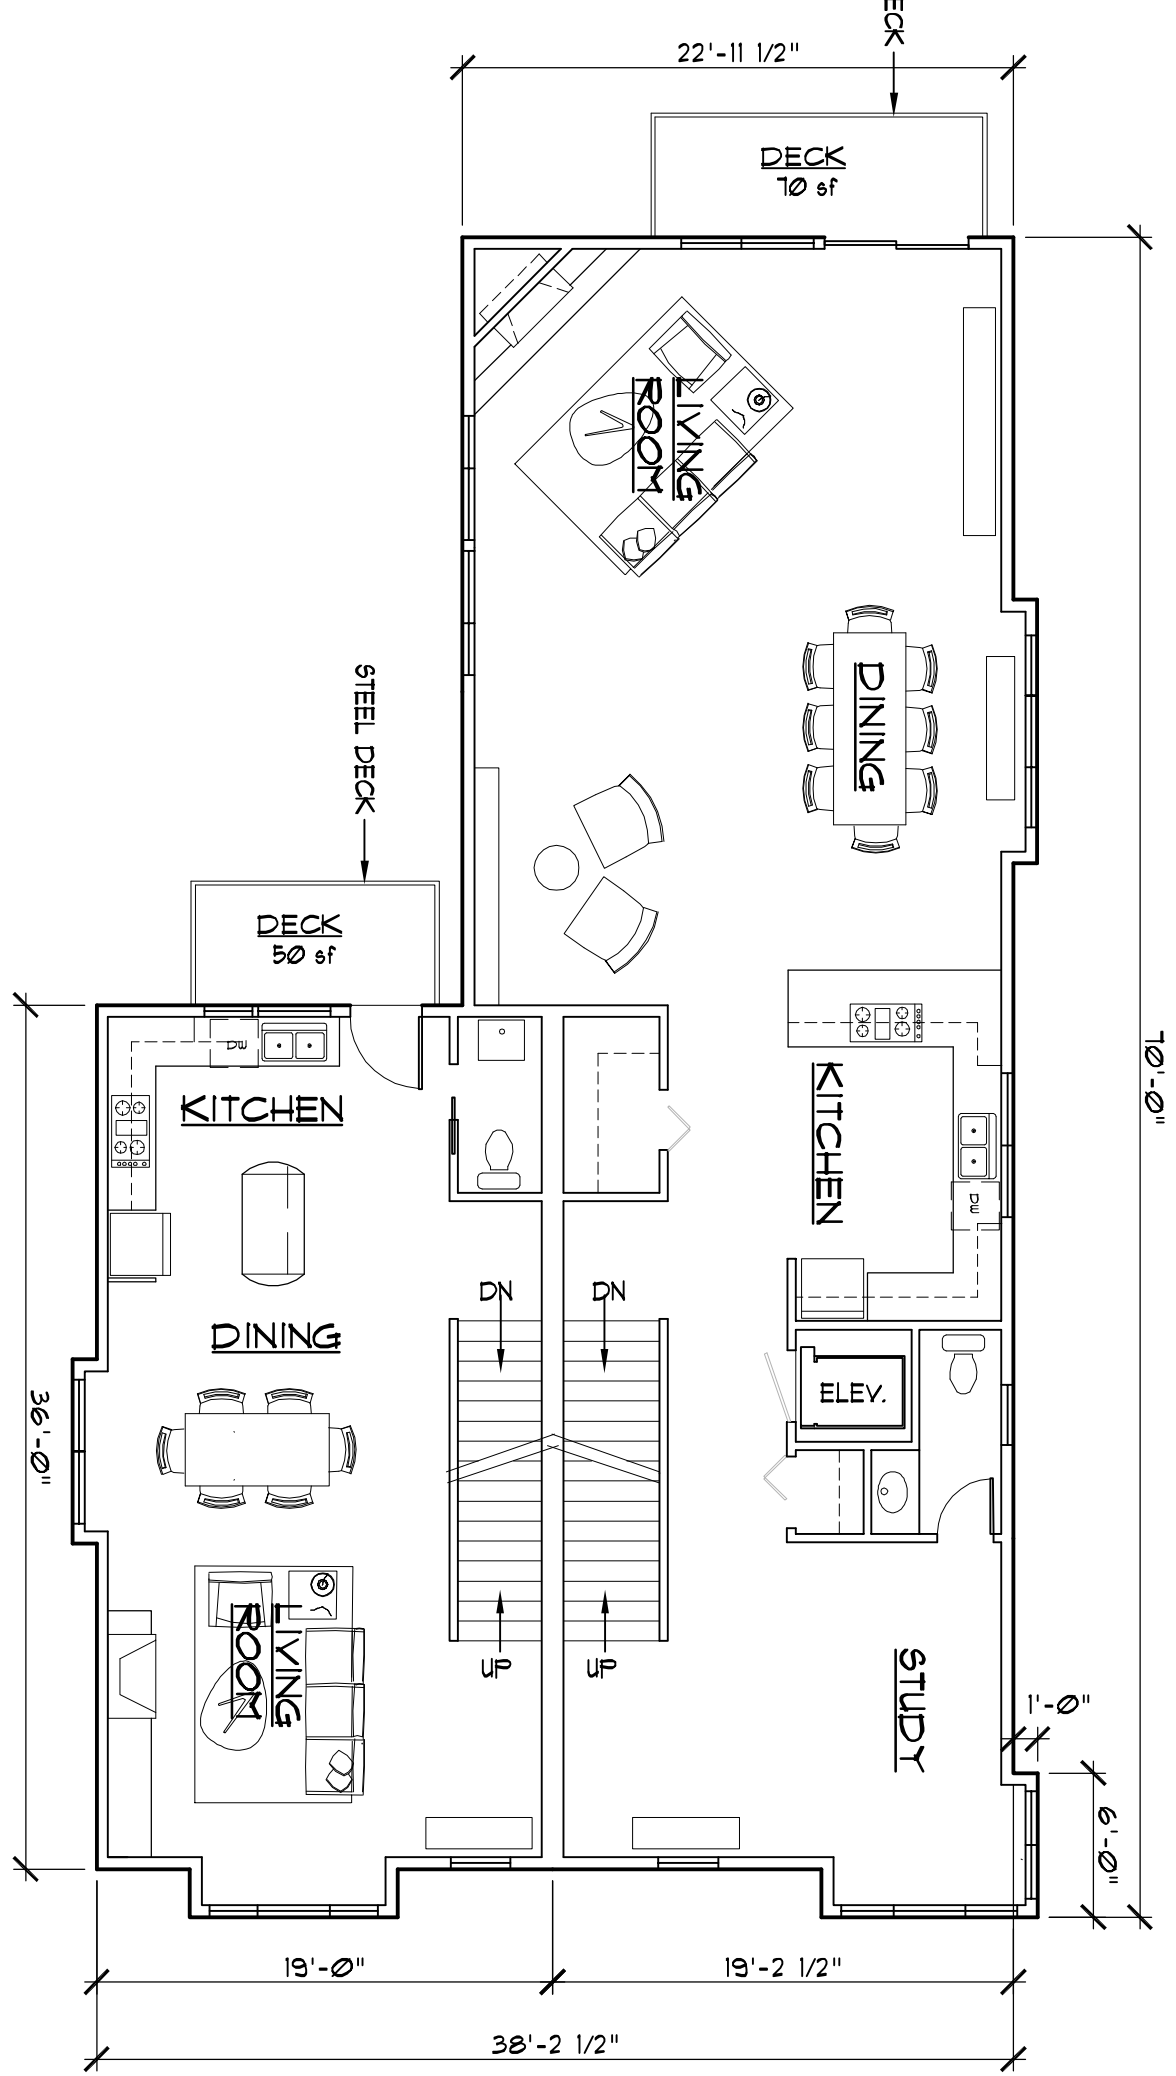 ECK
22'-11 1/2"
DECK
70 sf
LIVING
ROOM
DINING
STEEL DECK
DECK
50 sf
70'-0"
DW
KITCHEN
KITCHEN
DW
DN
DN
DINING
ELEV.
36'-0"
LIVING
ROOM
UP
UP
STUDY
1'-0"
6'-0"
19'-0"
19'-2 1/2"
38'-2 1/2"